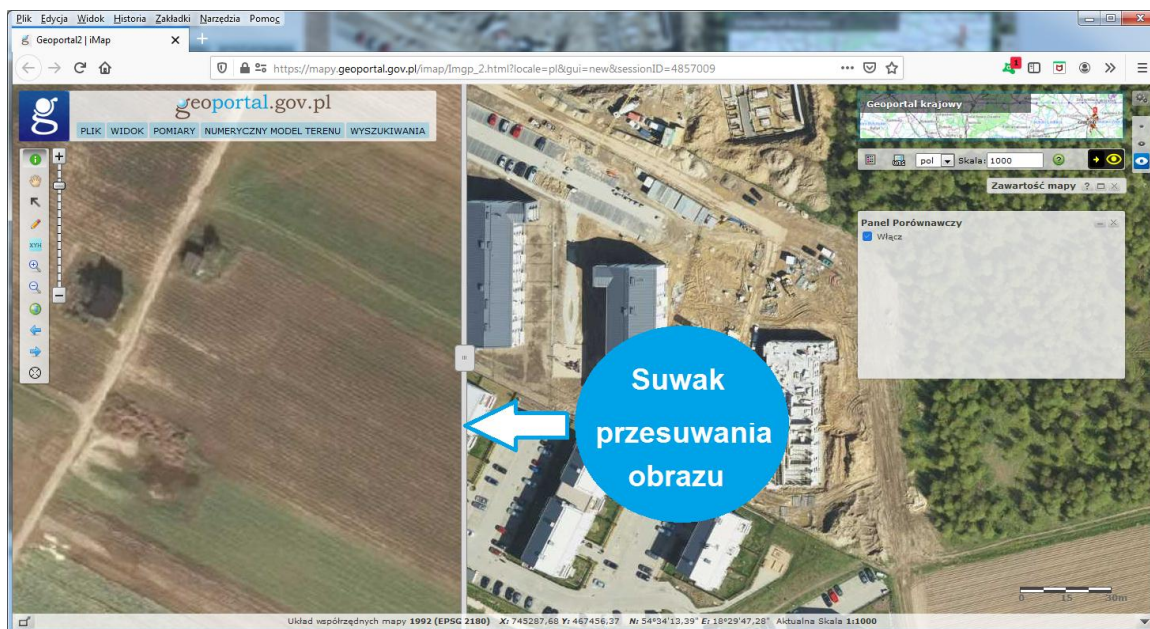 Plik Edycja Widok Historia Zakładki Narzędzia Pomoc
Geoportal2 | iMap
https://mapy.geoportal.gov.pl/imap/Imgp_2.html?locale=pl&gui=new&sessionID=4857009
1
geoportal.gov.pl
PLIK WIDOK POMIARY NUMERYCZNY MODEL TERENU WYSZUKIWANIA
Geoportal krajowy
pol Skala: 1000
Zawartość mapy
Panel Porównawczy
Włącz
XYH
Suwak
przesuwania
obrazu
0 15 30m
Układ współrzędnych mapy 1992 (EPSG 2180) X: 745287,68 Y: 467456,37 N: 54°34'13,39" E: 18°29'47,28" Aktualna Skala 1:1000